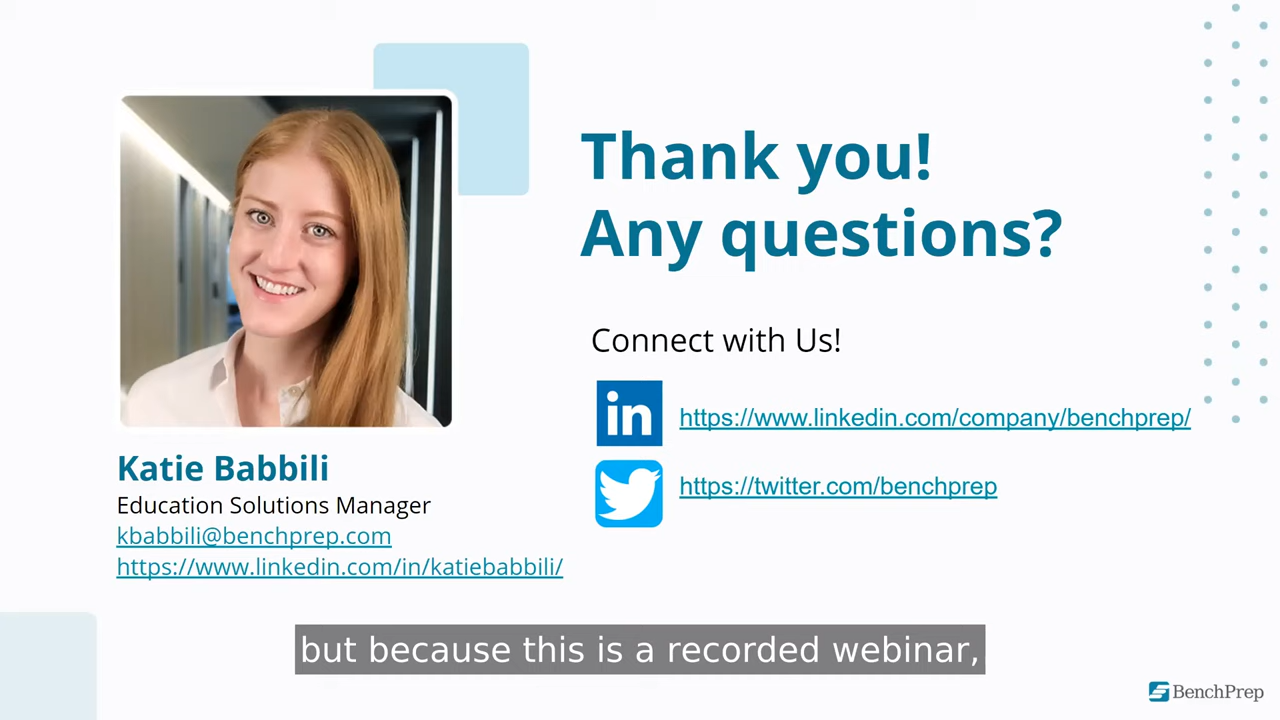 Thank you!
Any questions?
Connect with Us!
in
https://www.linkedin.com/company/benchprep/
https://twitter.com/benchprep
Katie Babbili
Education Solutions Manager
kbabbili@benchprep.com
https://www.linkedin.com/in/katiebabbili/
but because this is a recorded webinar,
BenchPrep